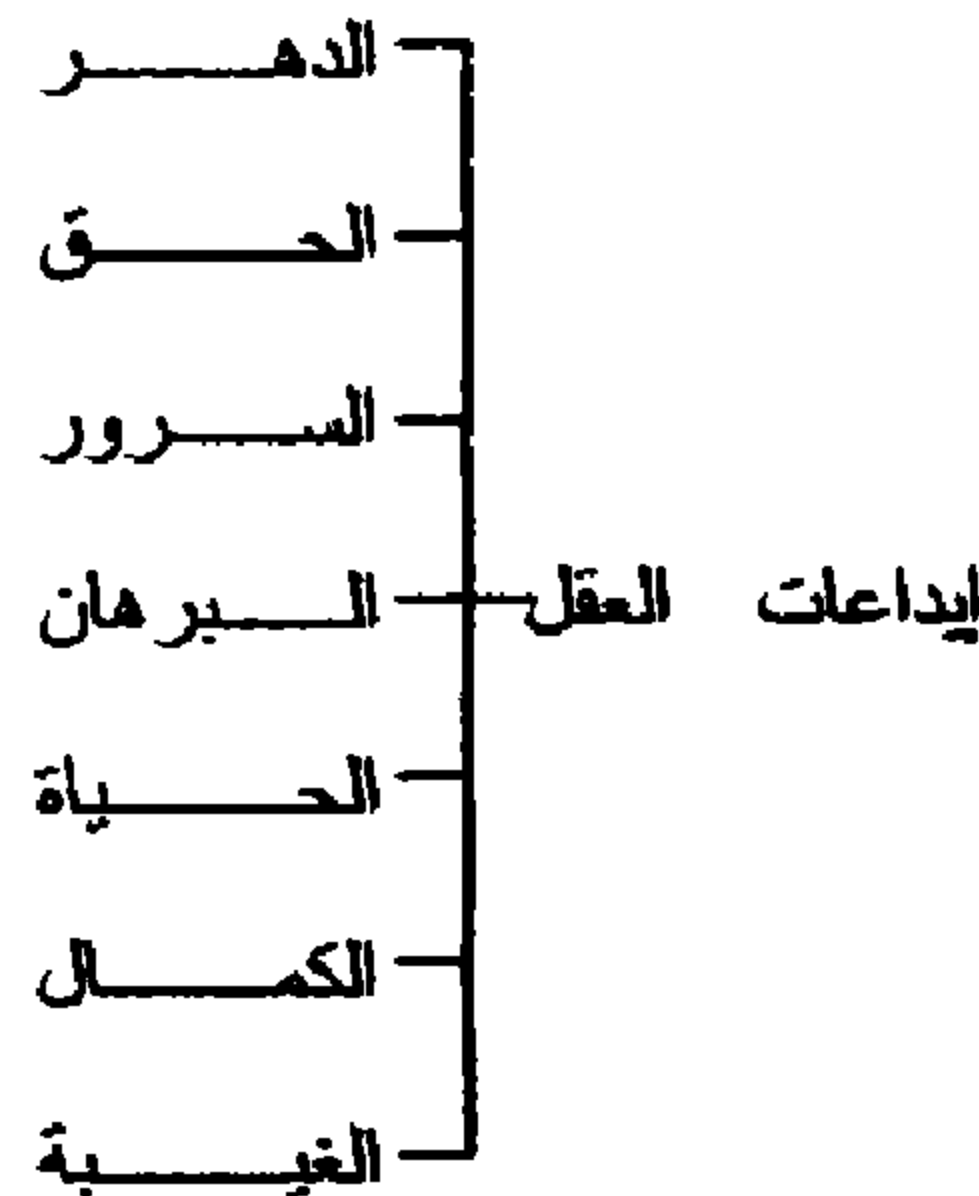 إبداعات العقل
الدهر
الحق
السرور
البرهان
الحياة
الكمال
الغيبة